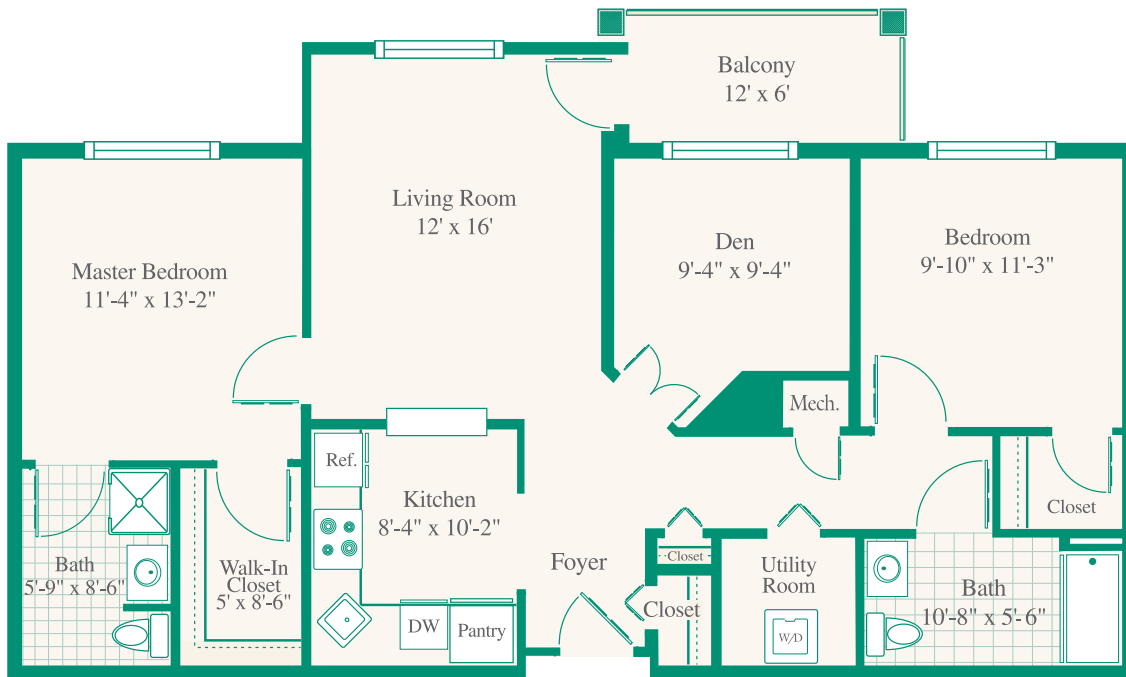 Balcony
12' x 6'
Living Room
12' x 16'
Master Bedroom
11'-4" x 13'-2"
Den
9'-4" x 9'-4"
Bedroom
9'-10" x 11'-3"
Mech.
Ref.
Kitchen
8'-4" x 10'-2"
Closet
Bath
5'-9" x 8'-6"
Walk-In
Closet
5' x 8'-6"
Foyer
Closet
Closet
Utility
Room
W/D
Bath
10'-8" x 5'-6"
DW
Pantry